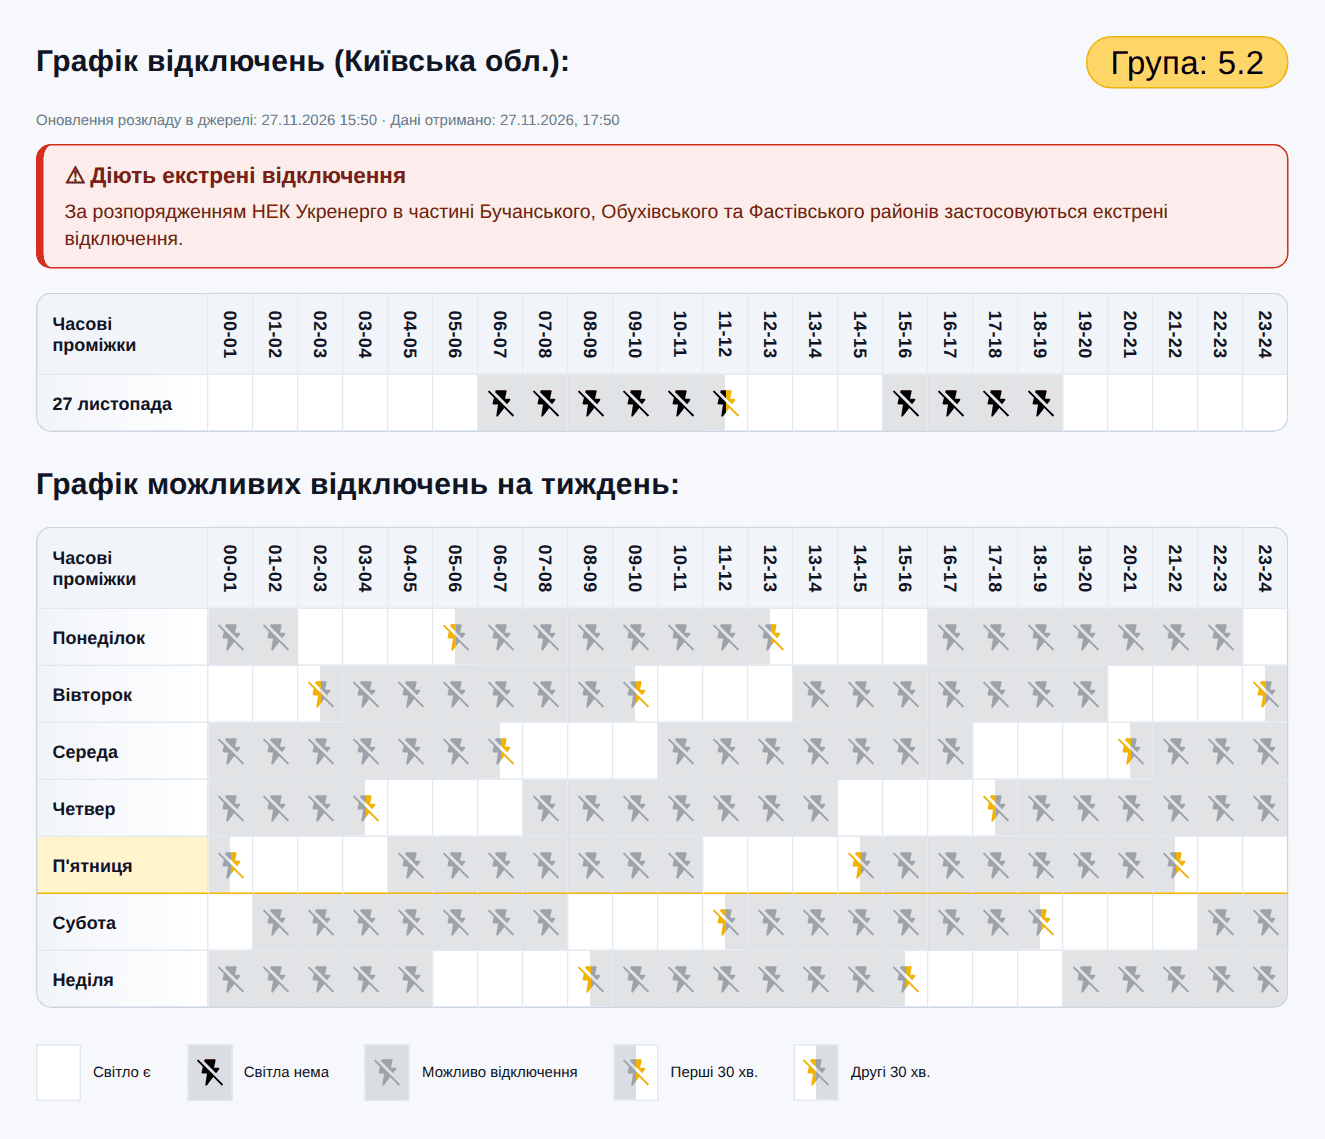 Графік відключень (Київська обл.):
Група: 5.2
Оновлення розкладу в джерелі: 27.11.2026 15:50 · Дані отримано: 27.11.2026, 17:50
⚠ Діють екстрені відключення
За розпорядженням НЕК Укренерго в частині Бучанського, Обухівського та Фастівського районів застосовуються екстрені
відключення.
Часові
проміжки
00-01 01-02 02-03 03-04 04-05 05-06 06-07 07-08 08-09 09-10 10-11 11-12 12-13 13-14 14-15 15-16 16-17 17-18 18-19 19-20 20-21 21-22 22-23 23-24
27 листопада
Графік можливих відключень на тиждень:
Часові
проміжки
00-01 01-02 02-03 03-04 04-05 05-06 06-07 07-08 08-09 09-10 10-11 11-12 12-13 13-14 14-15 15-16 16-17 17-18 18-19 19-20 20-21 21-22 22-23 23-24
Понеділок
Вівторок
Середа
Четвер
П'ятниця
Субота
Неділя
Світло є
Світла нема
Можливо відключення
Перші 30 хв.
Другі 30 хв.